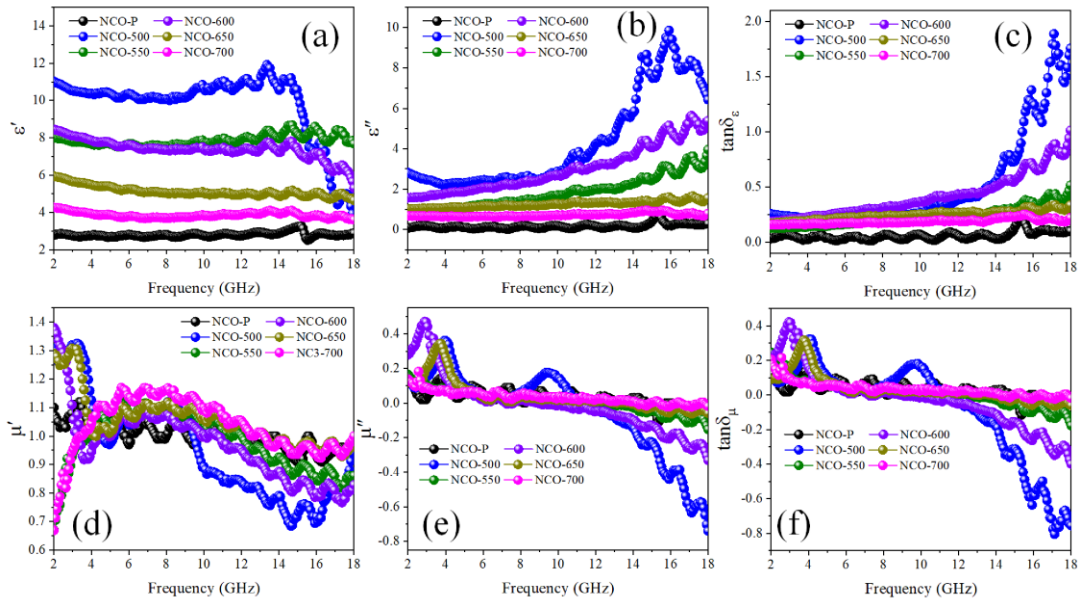 NCO-P NCO-600
NCO-500 NCO-650
NCO-550 NCO-700
(a)
ε′
15
14
12
10
8
6
4
2
2 4 6 8 10 12 14 16 18
Frequency (GHz)
NCO-P NCO-600
NCO-500 NCO-650
NCO-550 NCO-700
(b)
ε″
10
8
6
4
2
0
2 4 6 8 10 12 14 16 18
Frequency (GHz)
NCO-P NCO-600
NCO-500 NCO-650
NCO-550 NCO-700
(c)
tanδε
2.0
1.5
1.0
0.5
0.0
2 4 6 8 10 12 14 16 18
Frequency (GHz)
NCO-P NCO-600
NCO-500 NCO-650
NCO-550 NC3-700
(d)
μ′
1.4
1.3
1.2
1.1
1.0
0.9
0.8
0.7
0.6
2 4 6 8 10 12 14 16 18
Frequency (GHz)
NCO-P NCO-600
NCO-500 NCO-650
NCO-550 NCO-700
(e)
μ″
0.4
0.2
0.0
-0.2
-0.4
-0.6
-0.8
2 4 6 8 10 12 14 16 18
Frequency (GHz)
NCO-P NCO-600
NCO-500 NCO-650
NCO-550 NCO-700
(f)
tanδμ
0.4
0.2
0.0
-0.2
-0.4
-0.6
-0.8
2 4 6 8 10 12 14 16 18
Frequency (GHz)